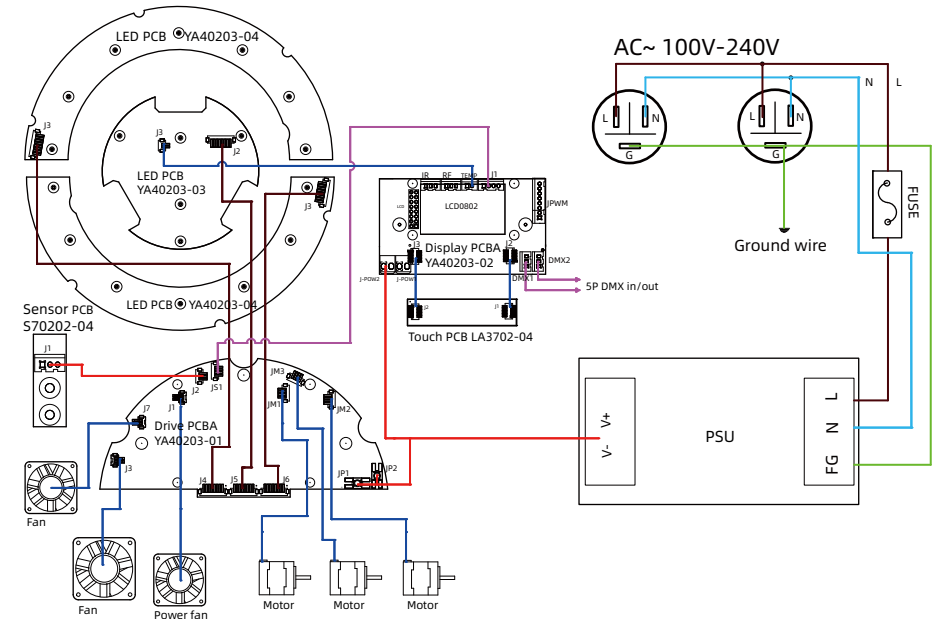 LED PCB YA40203-04
AC~ 100V-240V
N
L
J3
J3
J2
L
N
G
L
N
G
LED PCB
YA40203-03
J3
IR
RF
TEMP
J1
LCD
LCD0802
JPWM
FUSE
Ground wire
J3
J2
Display PCBA
YA40203-02
J-POW2
J-POW1
DMX1
DMX2
5P DMX in/out
LED PCB YA40203-04
J2
J1
Touch PCB LA3702-04
Sensor PCB
S70202-04
J1
J2
JS1
JM3
JM1
JM2
J1
J7
Drive PCBA
YA40203-01
J3
J4
J5
J6
JP1
JP2
V+
V-
PSU
L
N
FG
Fan
Fan
Power fan
Motor
Motor
Motor